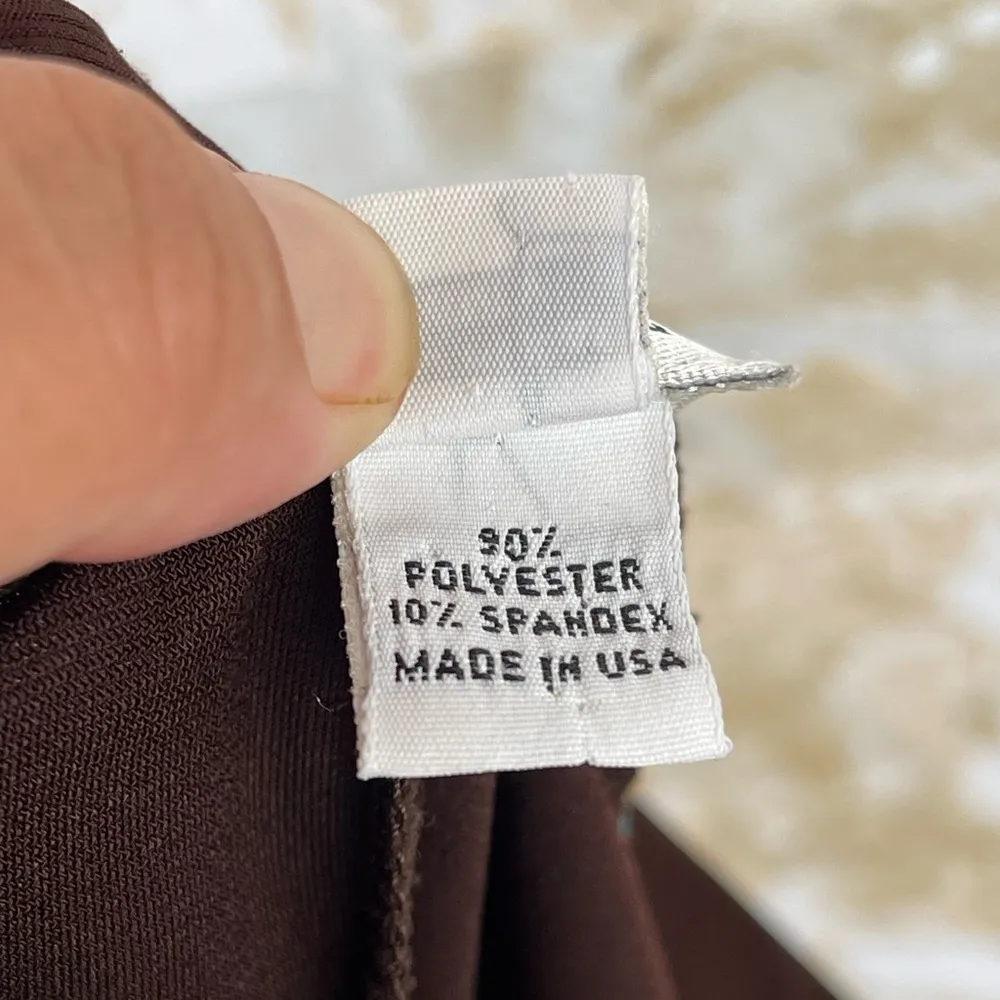 90%
POLYESTER
10% SPANDEX
MADE IN USA